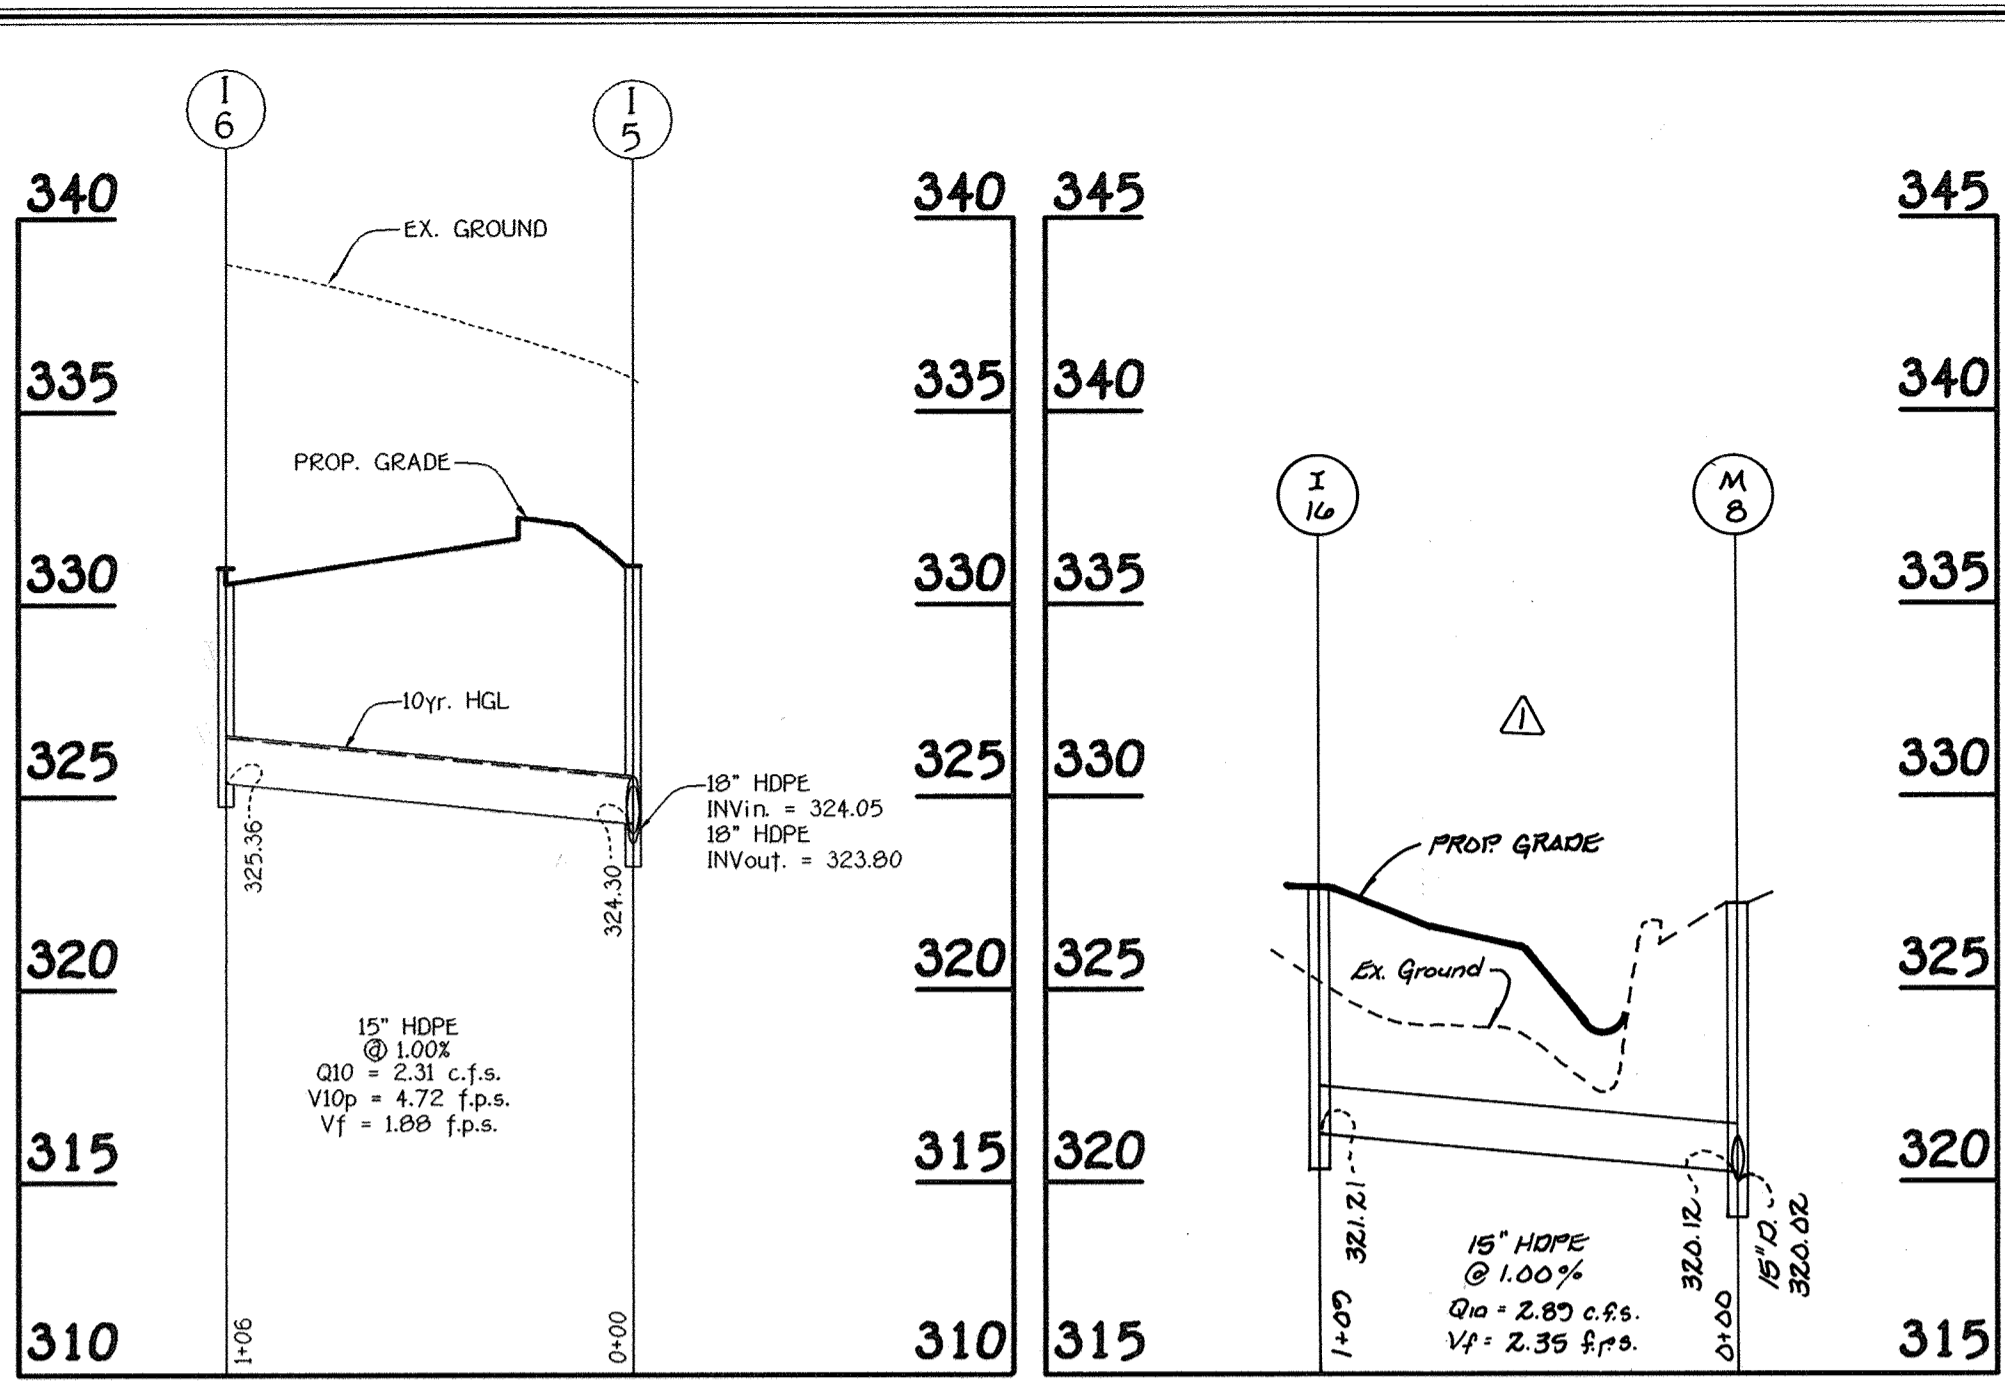 I
6
I
5
340
335
330
325
320
315
310
EX. GROUND
PROP. GRADE
10yr. HGL
325.36
324.30
18" HDPE
INVin. = 324.05
18" HDPE
INVout. = 323.80
15" HDPE
@ 1.00%
Q10 = 2.31 c.f.s.
V10p = 4.72 f.p.s.
Vf = 1.88 f.p.s.
1+06
0+00
340
335
330
325
320
315
310
345
340
335
330
325
320
315
I
16
M
8
1
PROP. GRADE
Ex. Ground
321.21
320.12
15" D.
320.02
15" HDPE
@ 1.00%
Q10 = 2.89 c.f.s.
Vf = 2.35 f.p.s.
1+09
0+00
345
340
335
330
325
320
315